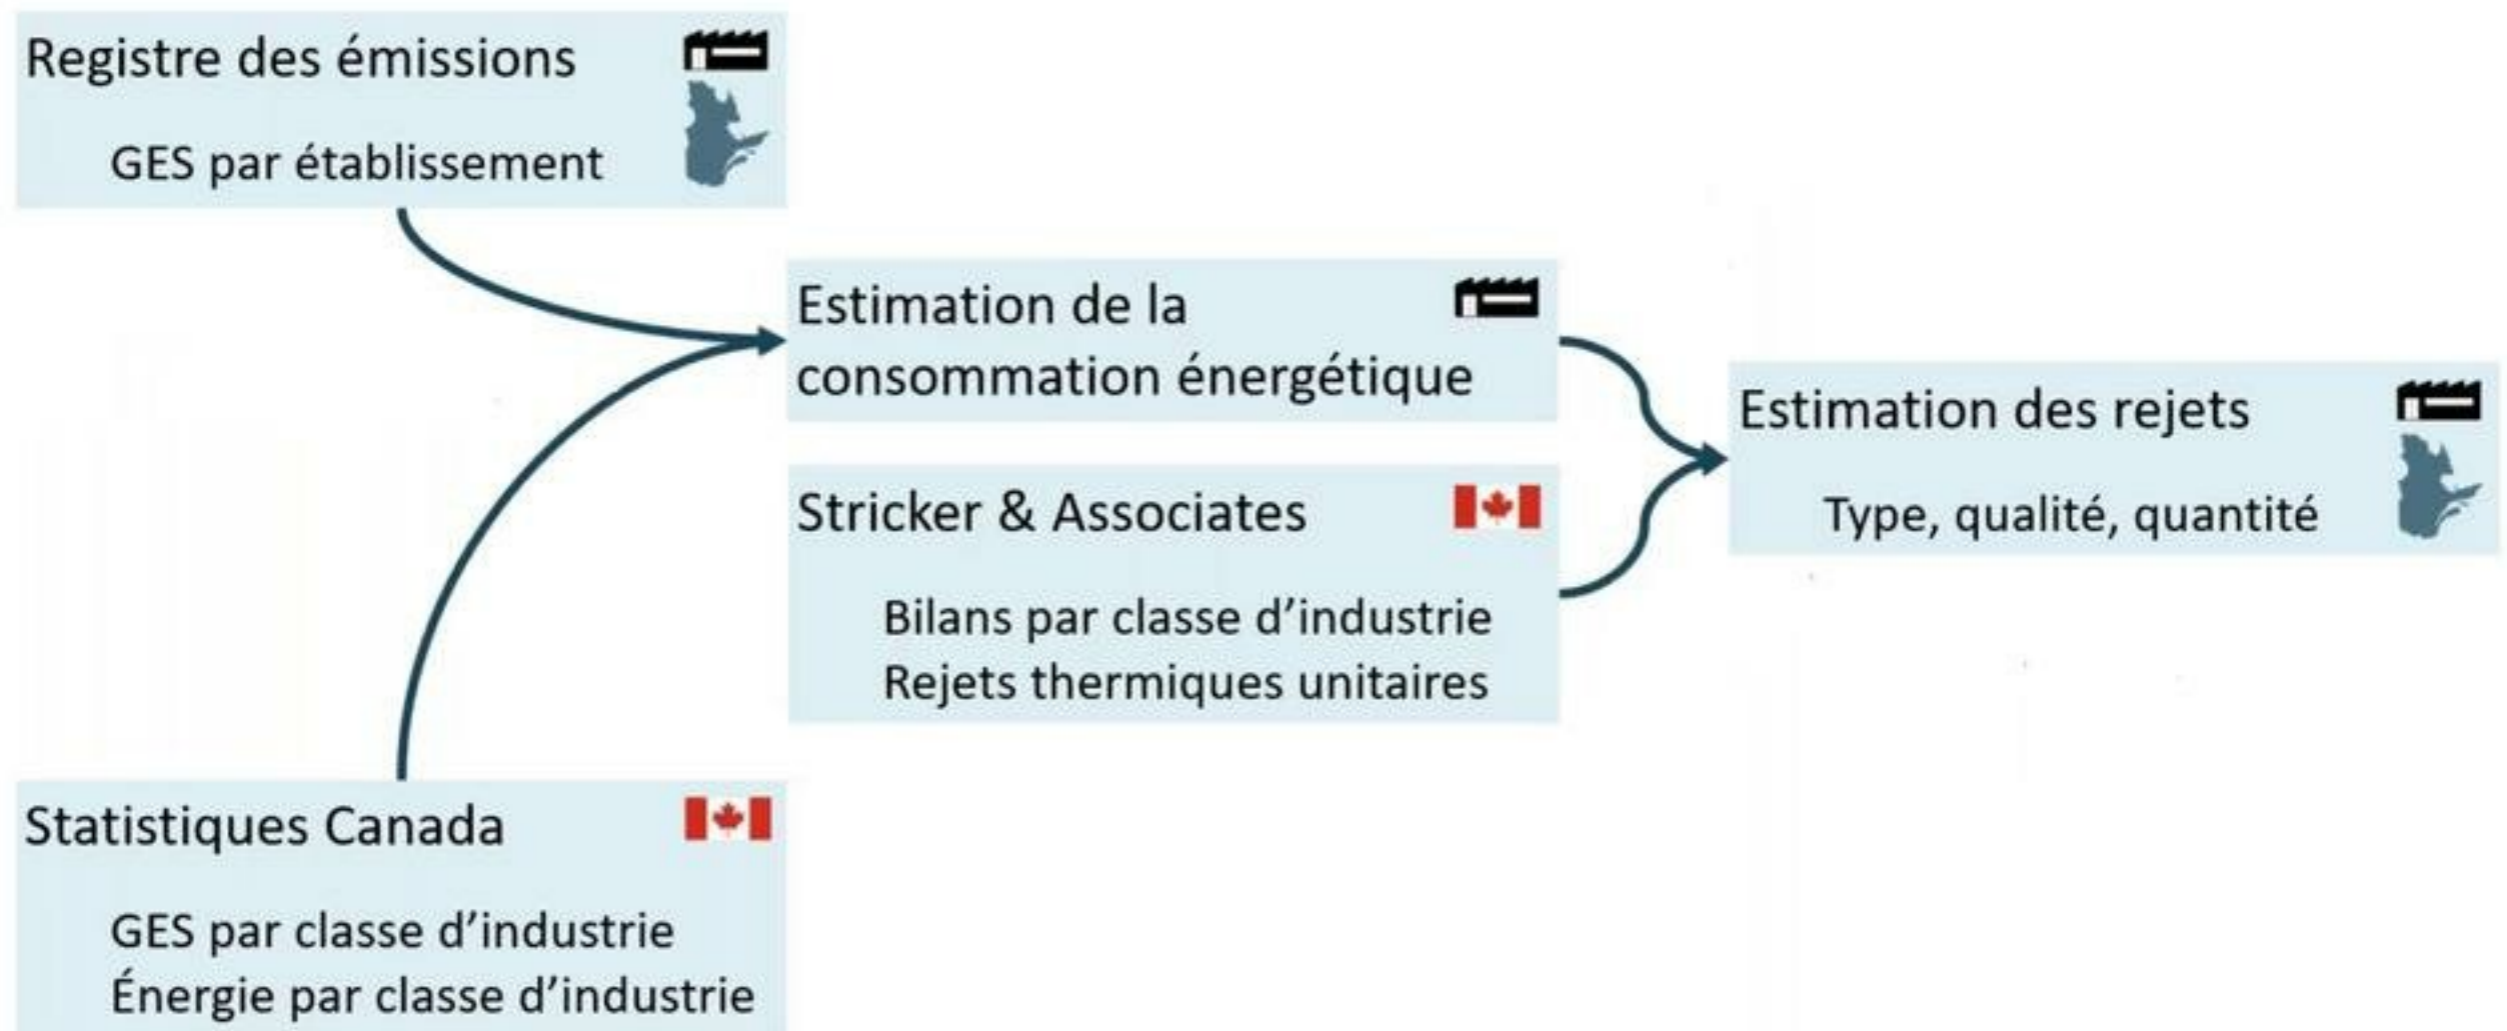 Registre des émissions
GES par établissement
Estimation de la
consommation énergétique
Stricker & Associates
Bilans par classe d’industrie
Rejets thermiques unitaires
Estimation des rejets
Type, qualité, quantité
Statistiques Canada
GES par classe d’industrie
Énergie par classe d’industrie